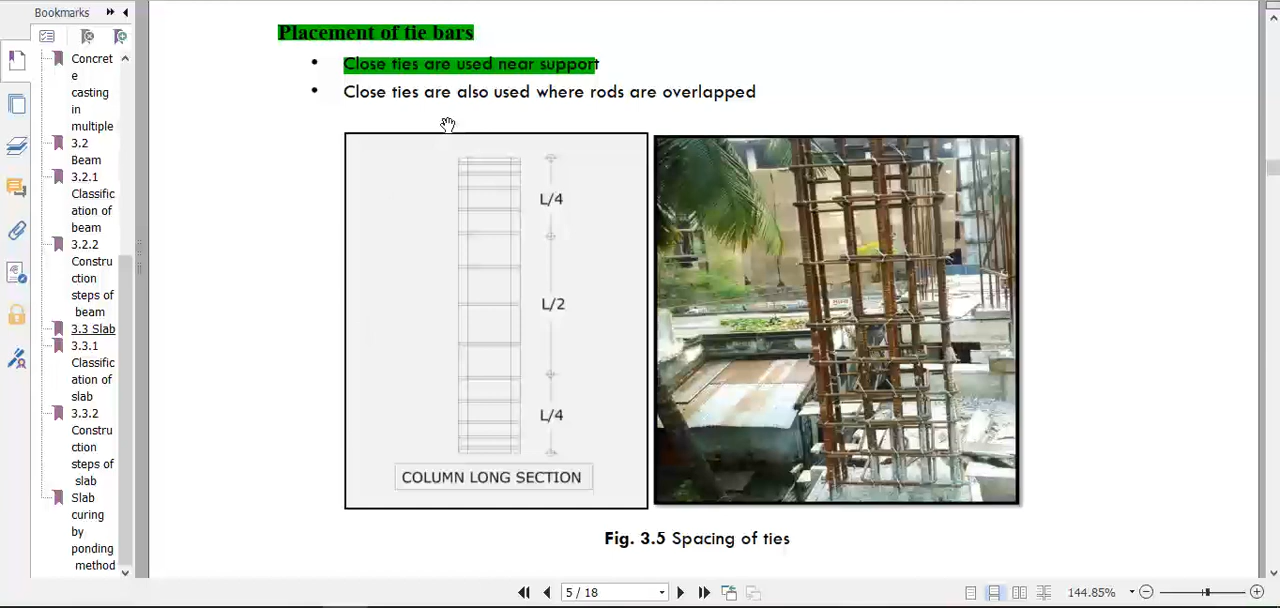 Bookmarks
Concret
e
casting
in
multiple
3.2
Beam
3.2.1
Classific
ation of
beam
3.2.2
Constru
ction
steps of
beam
3.3 Slab
3.3.1
Classific
ation of
slab
3.3.2
Constru
ction
steps of
slab
Slab
curing
by
ponding
method
Placement of tie bars
• Close ties are used near support
• Close ties are also used where rods are overlapped
L/4
L/2
L/4
COLUMN LONG SECTION
Fig. 3.5 Spacing of ties
5 / 18
144.85%